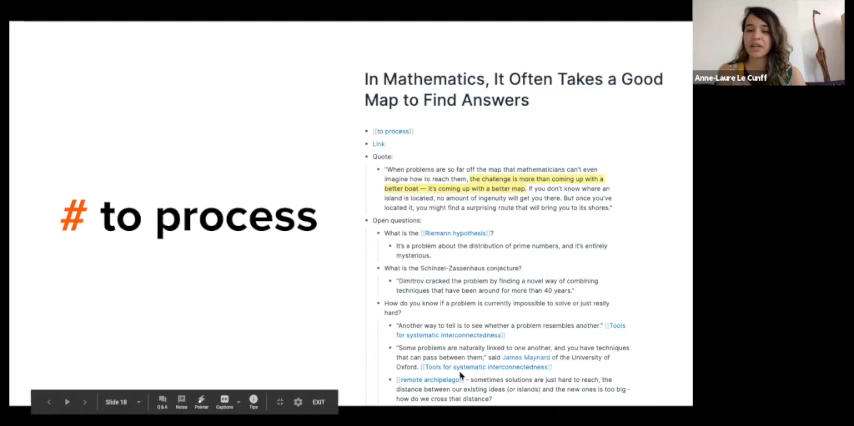 # to process
In Mathematics, It Often Takes a Good
Map to Find Answers
[[to process]]
Link
Quote:
"When problems are so far off the map that mathematicians can't even
imagine how to reach them, the challenge is more than coming up with a
better boat — it's coming up with a better map. If you don't know where an
island is located, no amount of ingenuity will get you there. But once you've
located it, you might find a surprising route that will bring you to its shores."
Open questions:
What is the [[Riemann hypothesis]]?
It's a problem about the distribution of prime numbers, and it's entirely
mysterious.
What is the Schinzel-Zassenhaus conjecture?
"Dimitrov cracked the problem by finding a novel way of combining
techniques that have been around for more than 40 years."
How do you know if a problem is currently impossible to solve or just really
hard?
"Another way to tell is to see whether a problem resembles another." [[Tools
for systematic interconnectedness]]
"Some problems are naturally linked to one another, and you have techniques
that can pass between them," said James Maynard of the University of
Oxford. [[Tools for systematic interconnectedness]]
[[remote archipelago]] - sometimes solutions are just hard to reach, the
distance between our existing ideas (or islands) and the new ones is too big -
how do we cross that distance?
Anne-Laure Le Cunff
Slide 18
Q&A
Notes
Pointer
Captions
Tips
EXIT